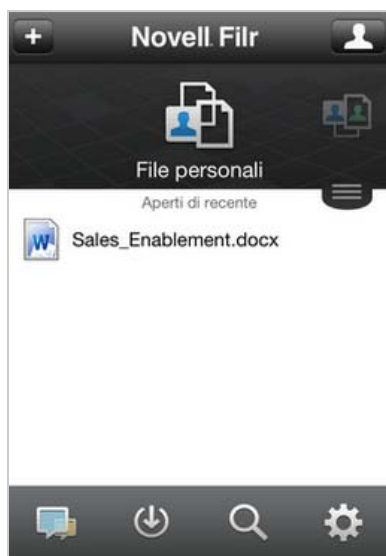 Novell Filr
File personali
Aperti di recente
Sales_Enablement.docx